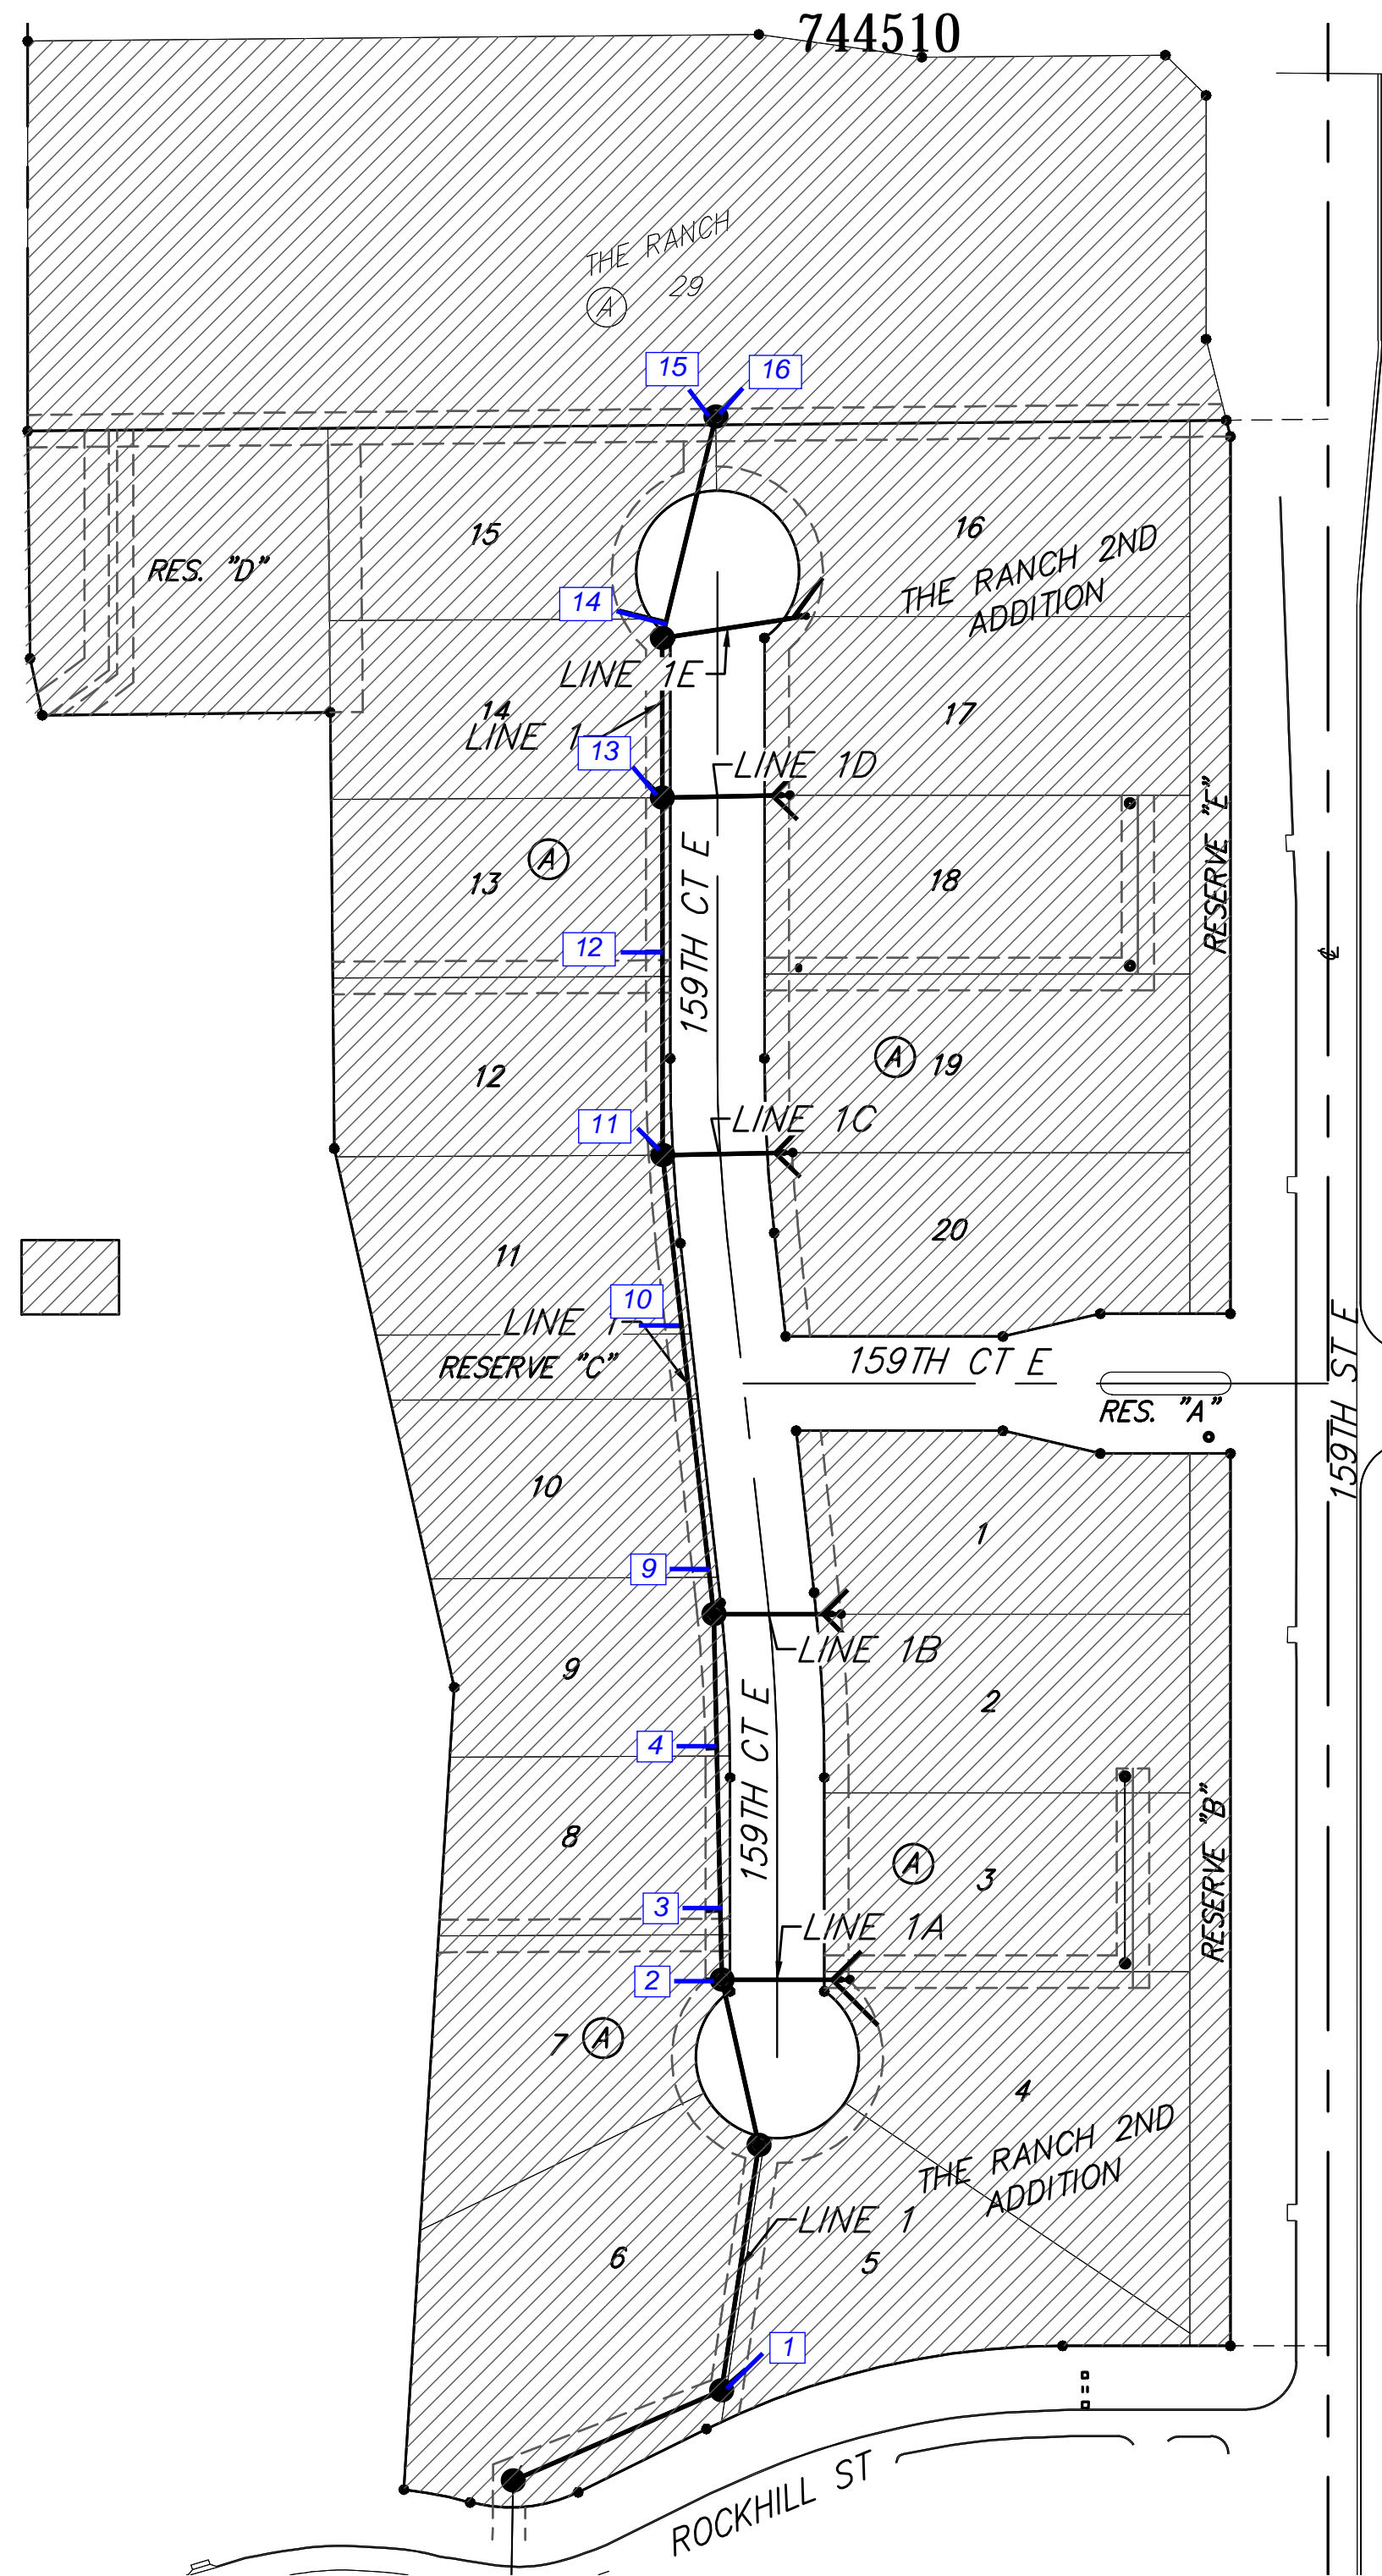 744510
THE RANCH
29
A
15
16
15
16
RES. "D"
THE RANCH 2ND
ADDITION
14
LINE 1E
14
17
LINE 1
13
LINE 1D
RESERVE "E"
159TH CT E
A
13
18
12
℄
A
19
12
LINE 1C
11
20
11
10
LINE 1
159TH CT E
RESERVE "C"
RES. "A"
159TH ST E
10
1
9
LINE 1B
9
2
159TH CT E
4
RESERVE "B"
8
A
3
3
LINE 1A
2
7
A
4
THE RANCH 2ND
ADDITION
LINE 1
6
5
1
ROCKHILL ST